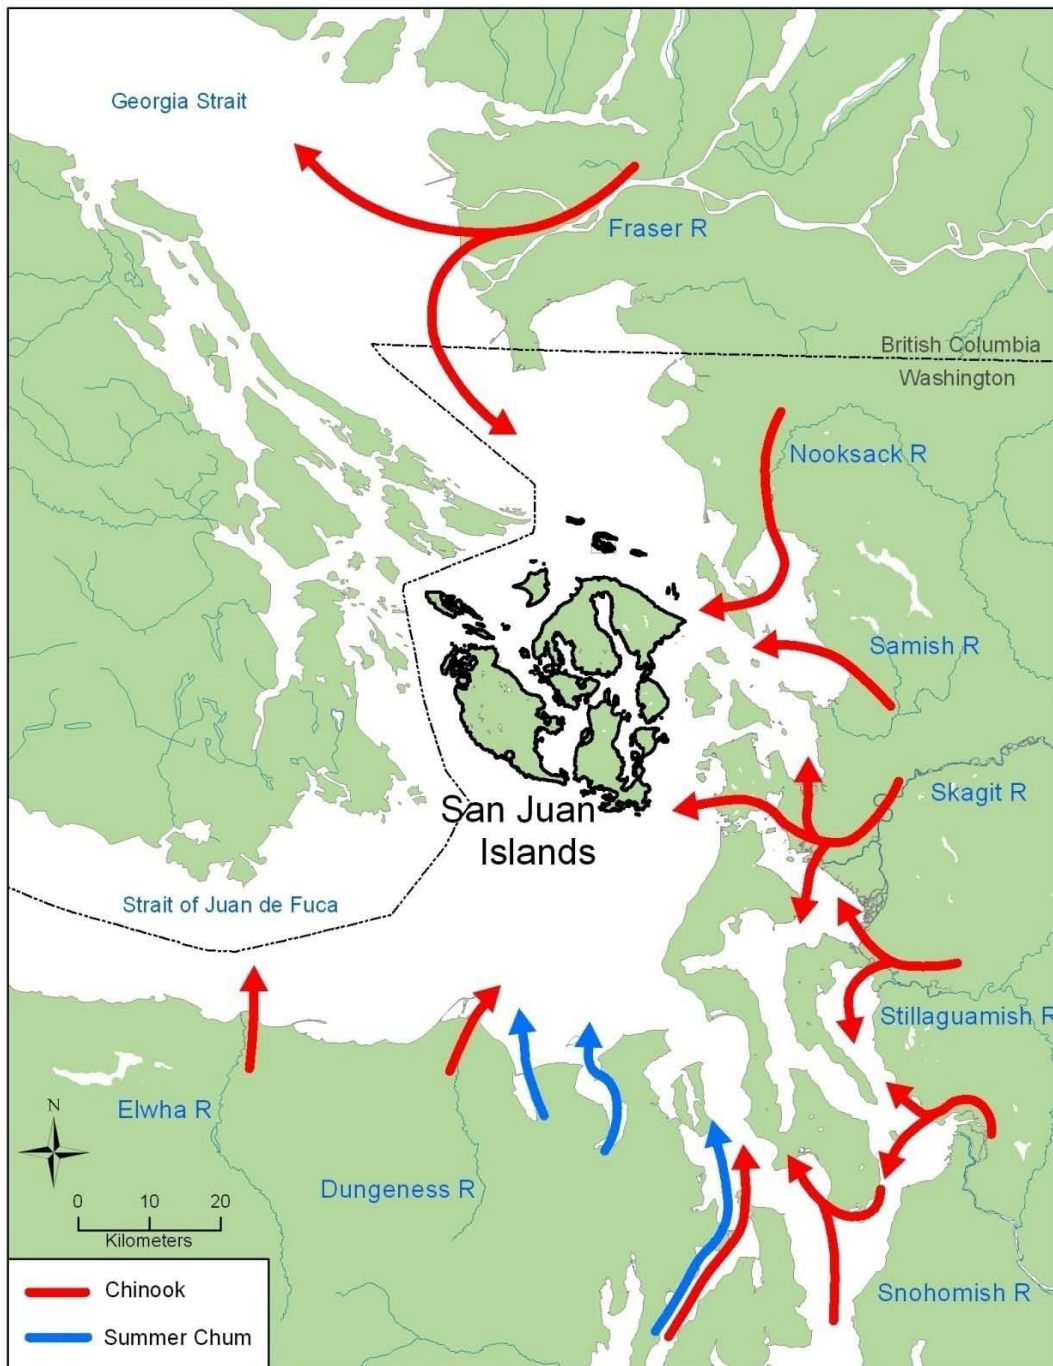 Georgia Strait
Fraser R
British Columbia
Washington
Nooksack R
Samish R
Skagit R
San Juan
Islands
Strait of Juan de Fuca
Stillaguamish R
Elwha R
N
Dungeness R
0 10 20
Kilometers
Snohomish R
Chinook
Summer Chum